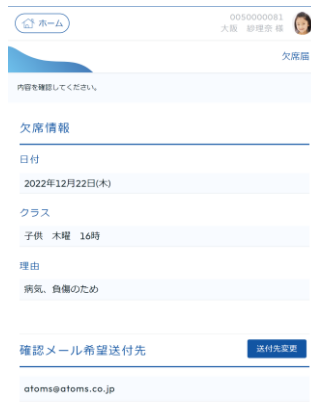 ホーム
0050000081
大阪　紗理奈 様
欠席届
内容を確認してください。
欠席情報
日付
2022年12月22日(木)
クラス
子供　木曜　16時
理由
病気、負傷のため
確認メール希望送付先
送付先変更
atoms@atoms.co.jp